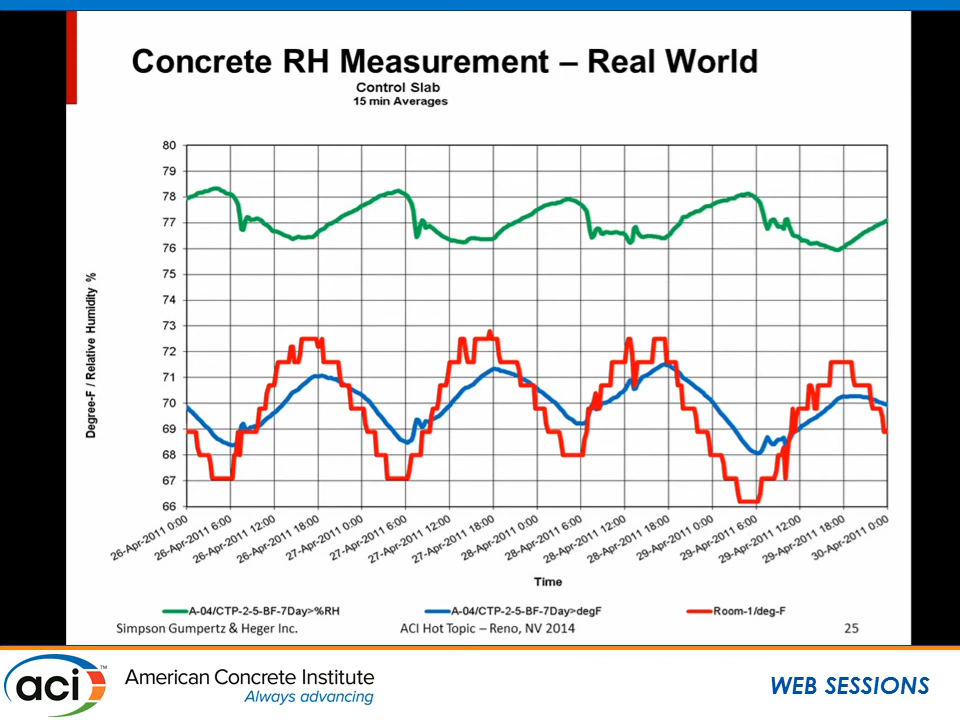 Concrete RH Measurement – Real World
Control Slab
15 min Averages
80
79
78
77
76
75
74
73
72
71
70
69
68
67
66
Degree-F / Relative Humidity %
26-Apr-2011 0:00
26-Apr-2011 6:00
26-Apr-2011 12:00
26-Apr-2011 18:00
27-Apr-2011 0:00
27-Apr-2011 6:00
27-Apr-2011 12:00
27-Apr-2011 18:00
28-Apr-2011 0:00
28-Apr-2011 6:00
28-Apr-2011 12:00
28-Apr-2011 18:00
29-Apr-2011 0:00
29-Apr-2011 6:00
29-Apr-2011 12:00
29-Apr-2011 18:00
30-Apr-2011 0:00
Time
A-04/CTP-2-5-BF-7Day>%RH A-04/CTP-2-5-BF-7Day>degF Room-1/deg-F
Simpson Gumpertz & Heger Inc. ACI Hot Topic – Reno, NV 2014 25
aci™ American Concrete Institute
Always advancing
WEB SESSIONS